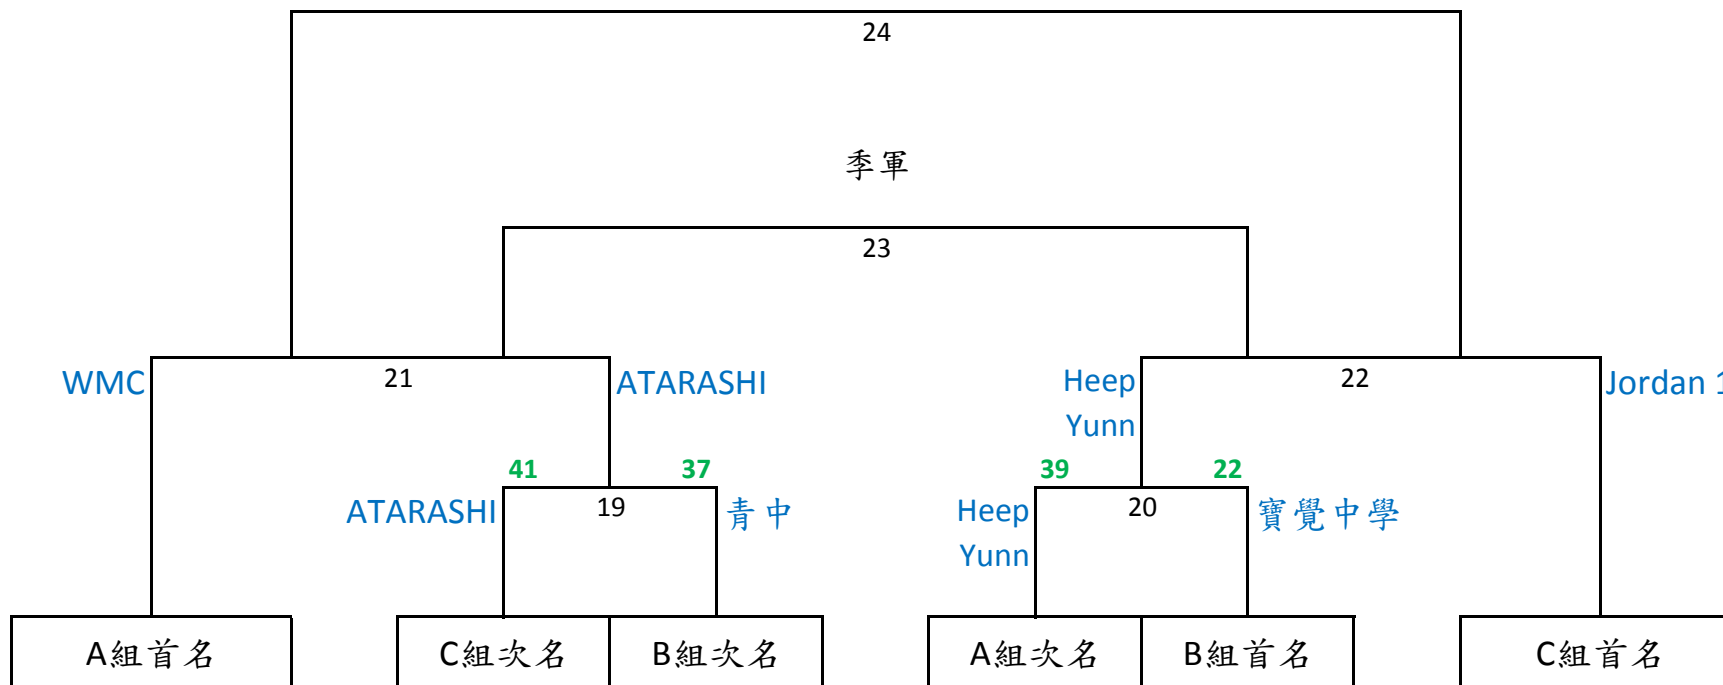 24
季軍
23
WMC
21
ATARASHI
Heep
Yunn
22
Jordan 1
41
37
39
22
ATARASHI
19
青中
Heep
Yunn
20
寶覺中學
A組首名
C組次名
B組次名
A組次名
B組首名
C組首名